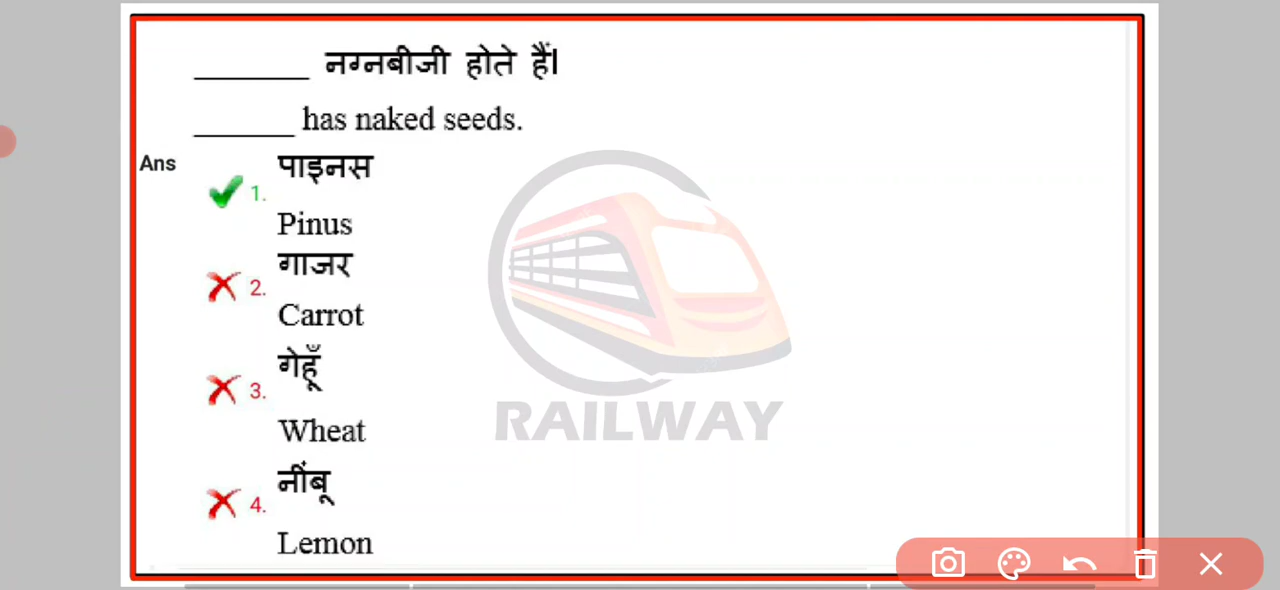 _______ नग्नबीजी होते हैं।
_______ has naked seeds.
Ans
1. पाइनस
Pinus
2. गाजर
Carrot
3. गेहूँ
Wheat
4. नींबू
Lemon
RAILWAY